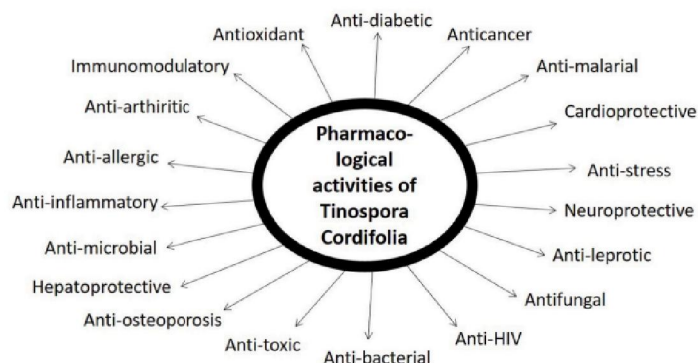 Anti-diabetic
Antioxidant
Anticancer
Immunomodulatory
Anti-malarial
Anti-arthiritic
Cardioprotective
Anti-allergic
Anti-stress
Anti-inflammatory
Neuroprotective
Anti-microbial
Anti-leprotic
Hepatoprotective
Antifungal
Anti-osteoporosis
Anti-toxic
Anti-HIV
Anti-bacterial
Pharmaco-
logical
activities of
Tinospora
Cordifolia